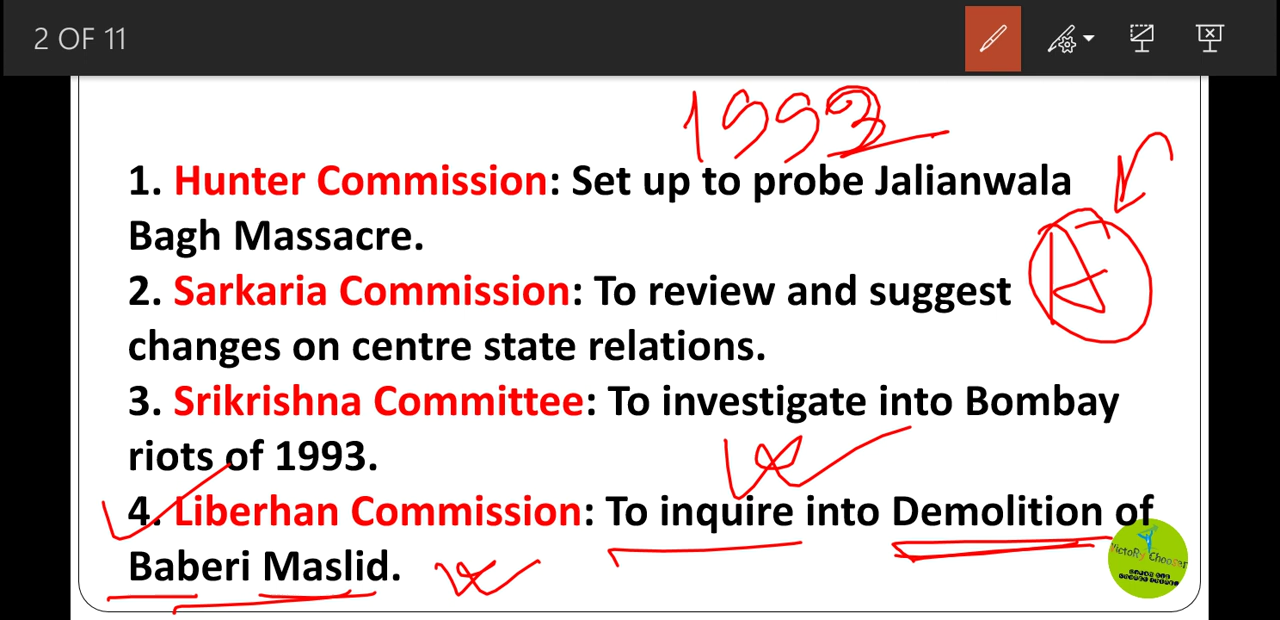 2 OF 11
1993
1. Hunter Commission: Set up to probe Jalianwala
Bagh Massacre.
2. Sarkaria Commission: To review and suggest
changes on centre state relations.
3. Srikrishna Committee: To investigate into Bombay
riots of 1993.
4. Liberhan Commission: To inquire into Demolition of
Baberi Maslid.
VictoRy Chooser